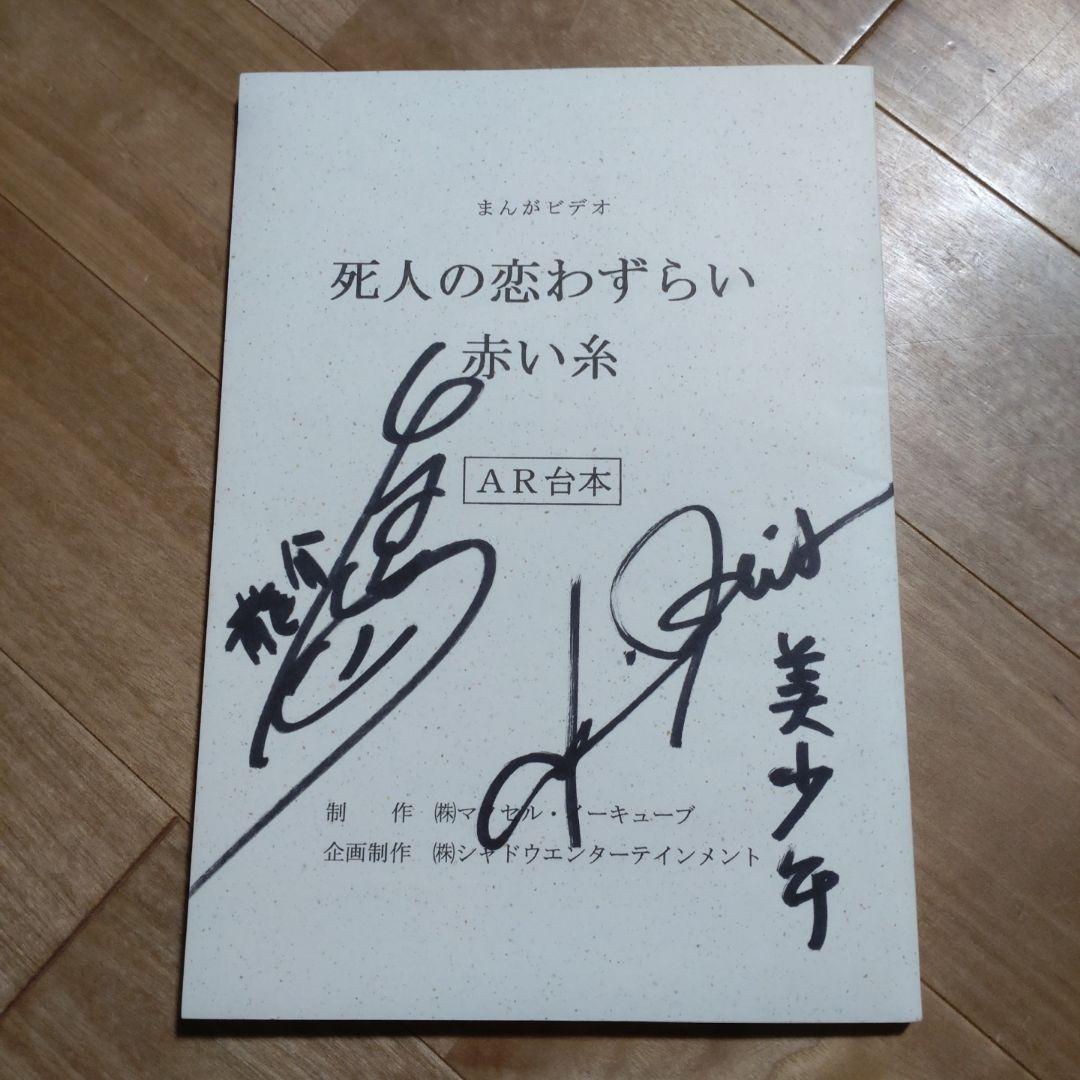 まんがビデオ
死人の恋わずらい
赤い糸
AR台本
美少年
制　作　㈱マ・セル・イーキューブ
企画制作　㈱シャドウエンターテインメント